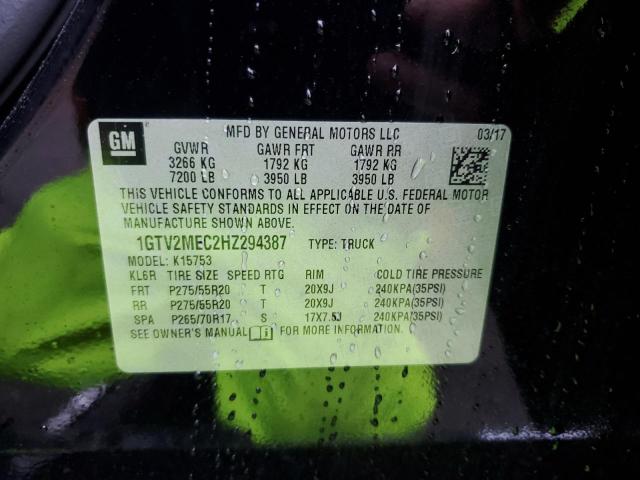 GM
MFD BY GENERAL MOTORS LLC 03/17
GVWR GAWR FRT GAWR RR
3266 KG 1792 KG 1792 KG
7200 LB 3950 LB 3950 LB
THIS VEHICLE CONFORMS TO ALL APPLICABLE U.S. FEDERAL MOTOR
VEHICLE SAFETY STANDARDS IN EFFECT ON THE DATE OF
MANUFACTURE SHOWN ABOVE.
1GTV2MEC2HZ294387 TYPE: TRUCK
MODEL: K15753
KL6R TIRE SIZE SPEED RTG RIM COLD TIRE PRESSURE
FRT P275/55R20 T 20X9J 240KPA(35PSI)
RR P275/55R20 T 20X9J 240KPA(35PSI)
SPA P265/70R17 S 17X7.5J 240KPA(35PSI)
SEE OWNER'S MANUAL FOR MORE INFORMATION.